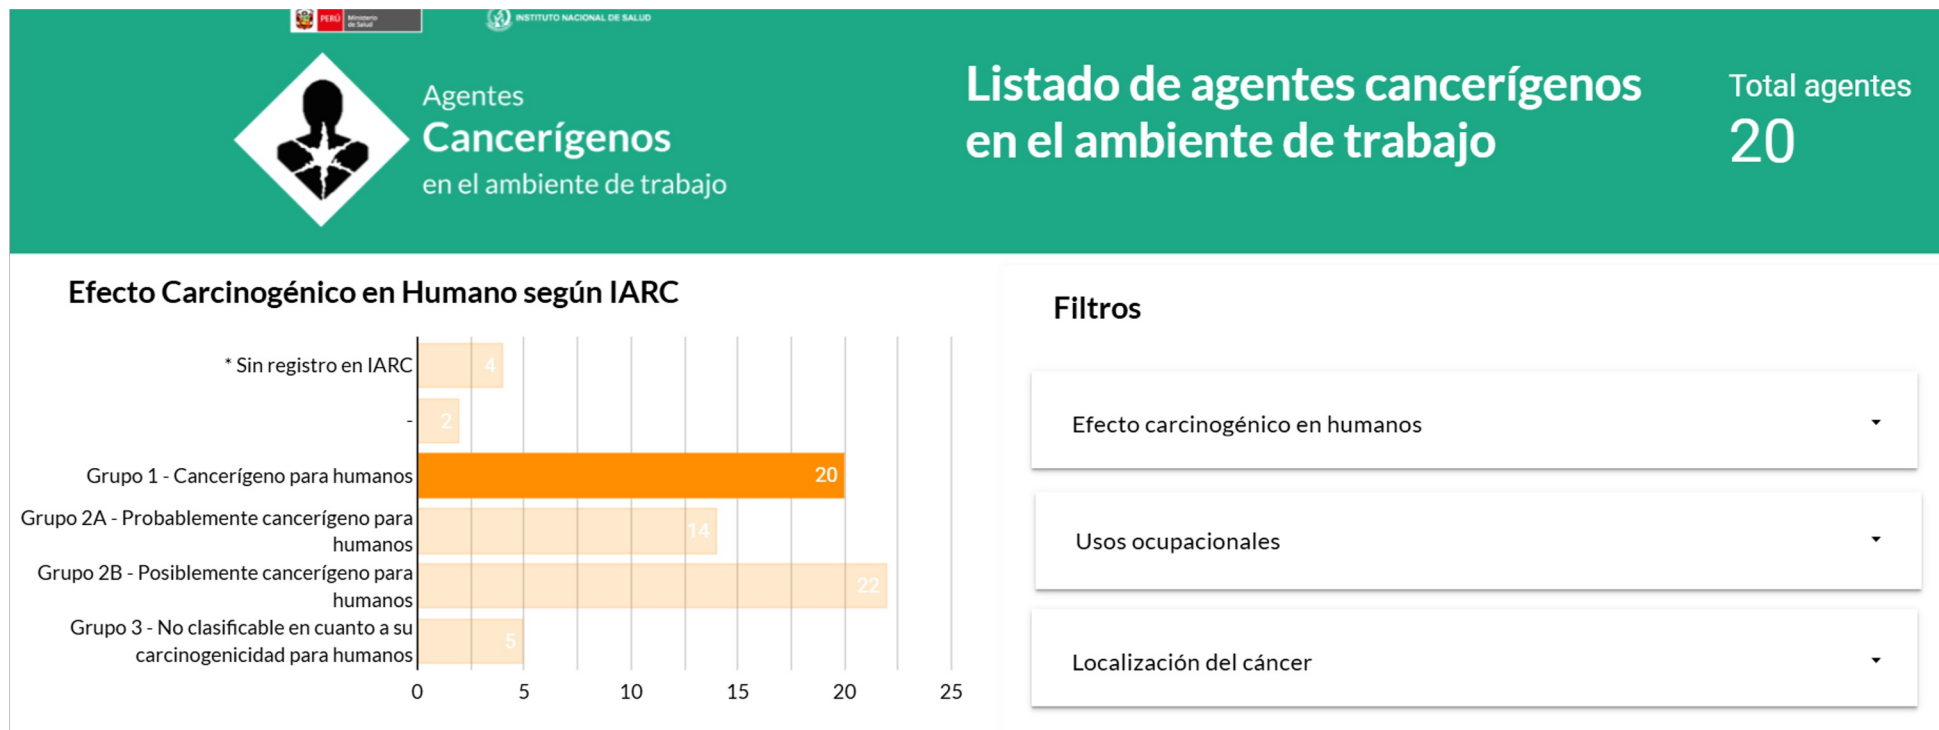 PERÚ Ministerio de Salud
INSTITUTO NACIONAL DE SALUD
Agentes
Cancerígenos
en el ambiente de trabajo
Listado de agentes cancerígenos
en el ambiente de trabajo
Total agentes
20
Efecto Carcinogénico en Humano según IARC
* Sin registro en IARC
4
-
2
Grupo 1 - Cancerígeno para humanos
20
Grupo 2A - Probablemente cancerígeno para
humanos
14
Grupo 2B - Posiblemente cancerígeno para
humanos
22
Grupo 3 - No clasificable en cuanto a su
carcinogenicidad para humanos
5
0 5 10 15 20 25
Filtros
Efecto carcinogénico en humanos
Usos ocupacionales
Localización del cáncer